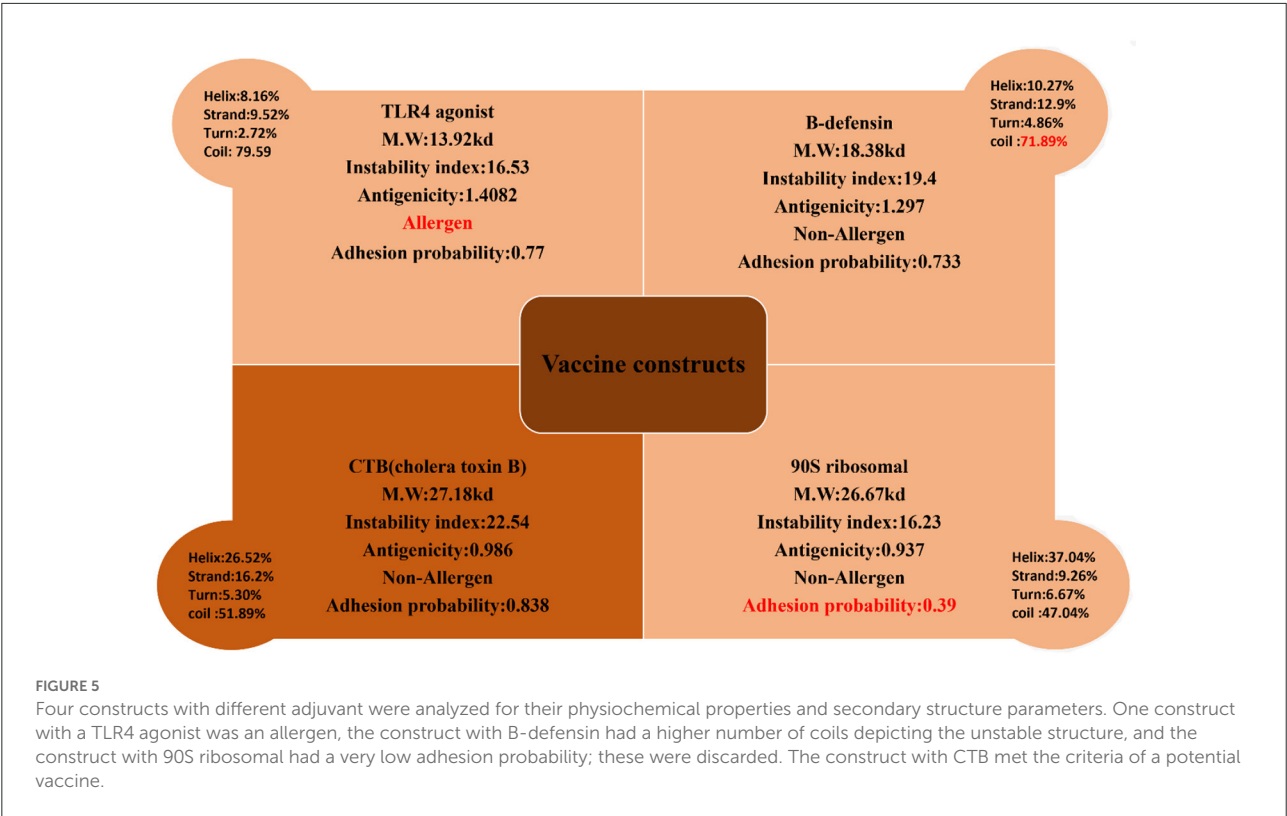 Helix:8.16%
Strand:9.52%
Turn:2.72%
Coil: 79.59
TLR4 agonist
M.W:13.92kd
Instability index:16.53
Antigenicity:1.4082
Allergen
Adhesion probability:0.77
B-defensin
M.W:18.38kd
Instability index:19.4
Antigenicity:1.297
Non-Allergen
Adhesion probability:0.733
Helix:10.27%
Strand:12.9%
Turn:4.86%
coil :71.89%
Vaccine constructs
Helix:26.52%
Strand:16.2%
Turn:5.30%
coil :51.89%
CTB(cholera toxin B)
M.W:27.18kd
Instability index:22.54
Antigenicity:0.986
Non-Allergen
Adhesion probability:0.838
90S ribosomal
M.W:26.67kd
Instability index:16.23
Antigenicity:0.937
Non-Allergen
Adhesion probability:0.39
Helix:37.04%
Strand:9.26%
Turn:6.67%
coil :47.04%
FIGURE 5
Four constructs with different adjuvant were analyzed for their physiochemical properties and secondary structure parameters. One construct
with a TLR4 agonist was an allergen, the construct with B-defensin had a higher number of coils depicting the unstable structure, and the
construct with 90S ribosomal had a very low adhesion probability; these were discarded. The construct with CTB met the criteria of a potential
vaccine.